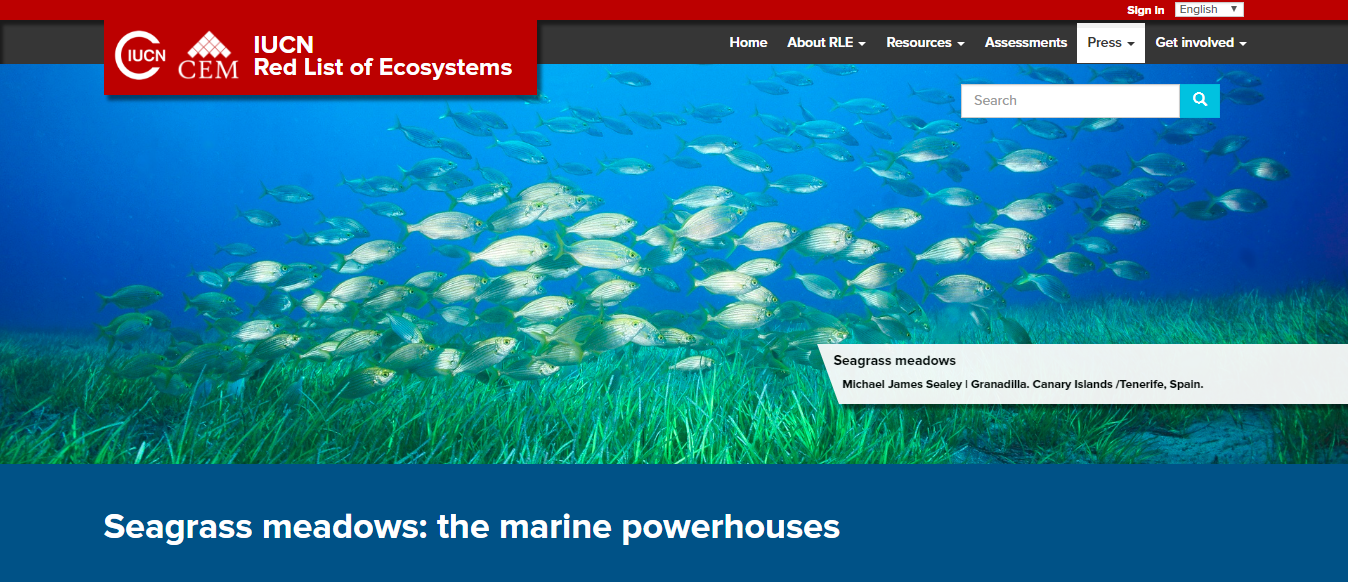 Sign in
English
IUCN
CEM
IUCN
Red List of Ecosystems
Home
About RLE
Resources
Assessments
Press
Get involved
Search
Seagrass meadows
Michael James Sealey | Granadilla. Canary Islands /Tenerife, Spain.
Seagrass meadows: the marine powerhouses